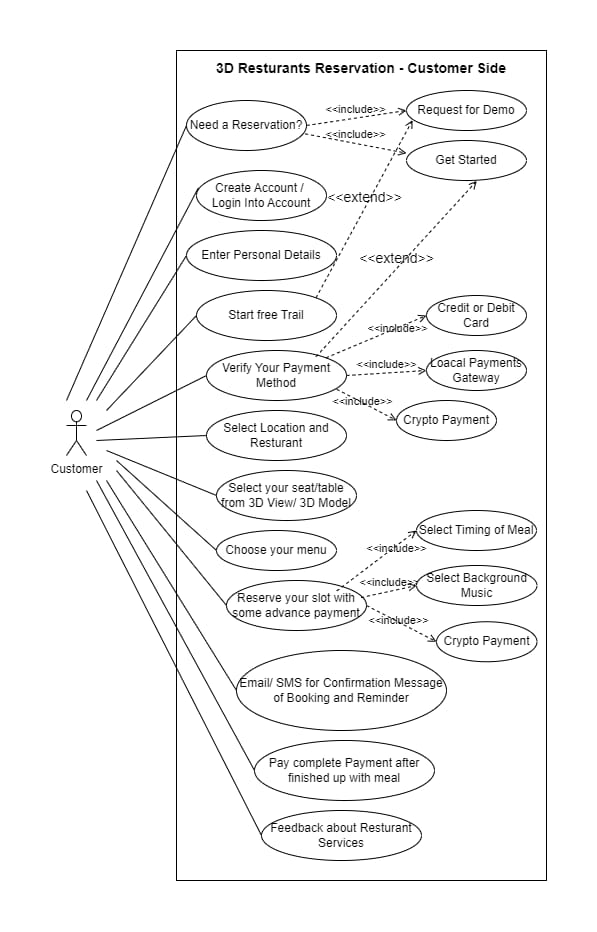 3D Resturants Reservation - Customer Side
Need a Reservation?
<<include>>
Request for Demo
<<include>>
Get Started
Create Account /
Login Into Account
<<extend>>
Enter Personal Details
<<extend>>
Start free Trail
Credit or Debit
Card
<<include>>
Verify Your Payment
Method
<<include>>
Loacal Payments
Gateway
<<include>>
Crypto Payment
Select Location and
Resturant
Customer
Select your seat/table
from 3D View/ 3D Model
Select Timing of Meal
Choose your menu
<<include>>
Reserve your slot with
some advance payment
<<include>>
Select Background
Music
<<include>>
Crypto Payment
Email/ SMS for Confirmation Message
of Booking and Reminder
Pay complete Payment after
finished up with meal
Feedback about Resturant
Services